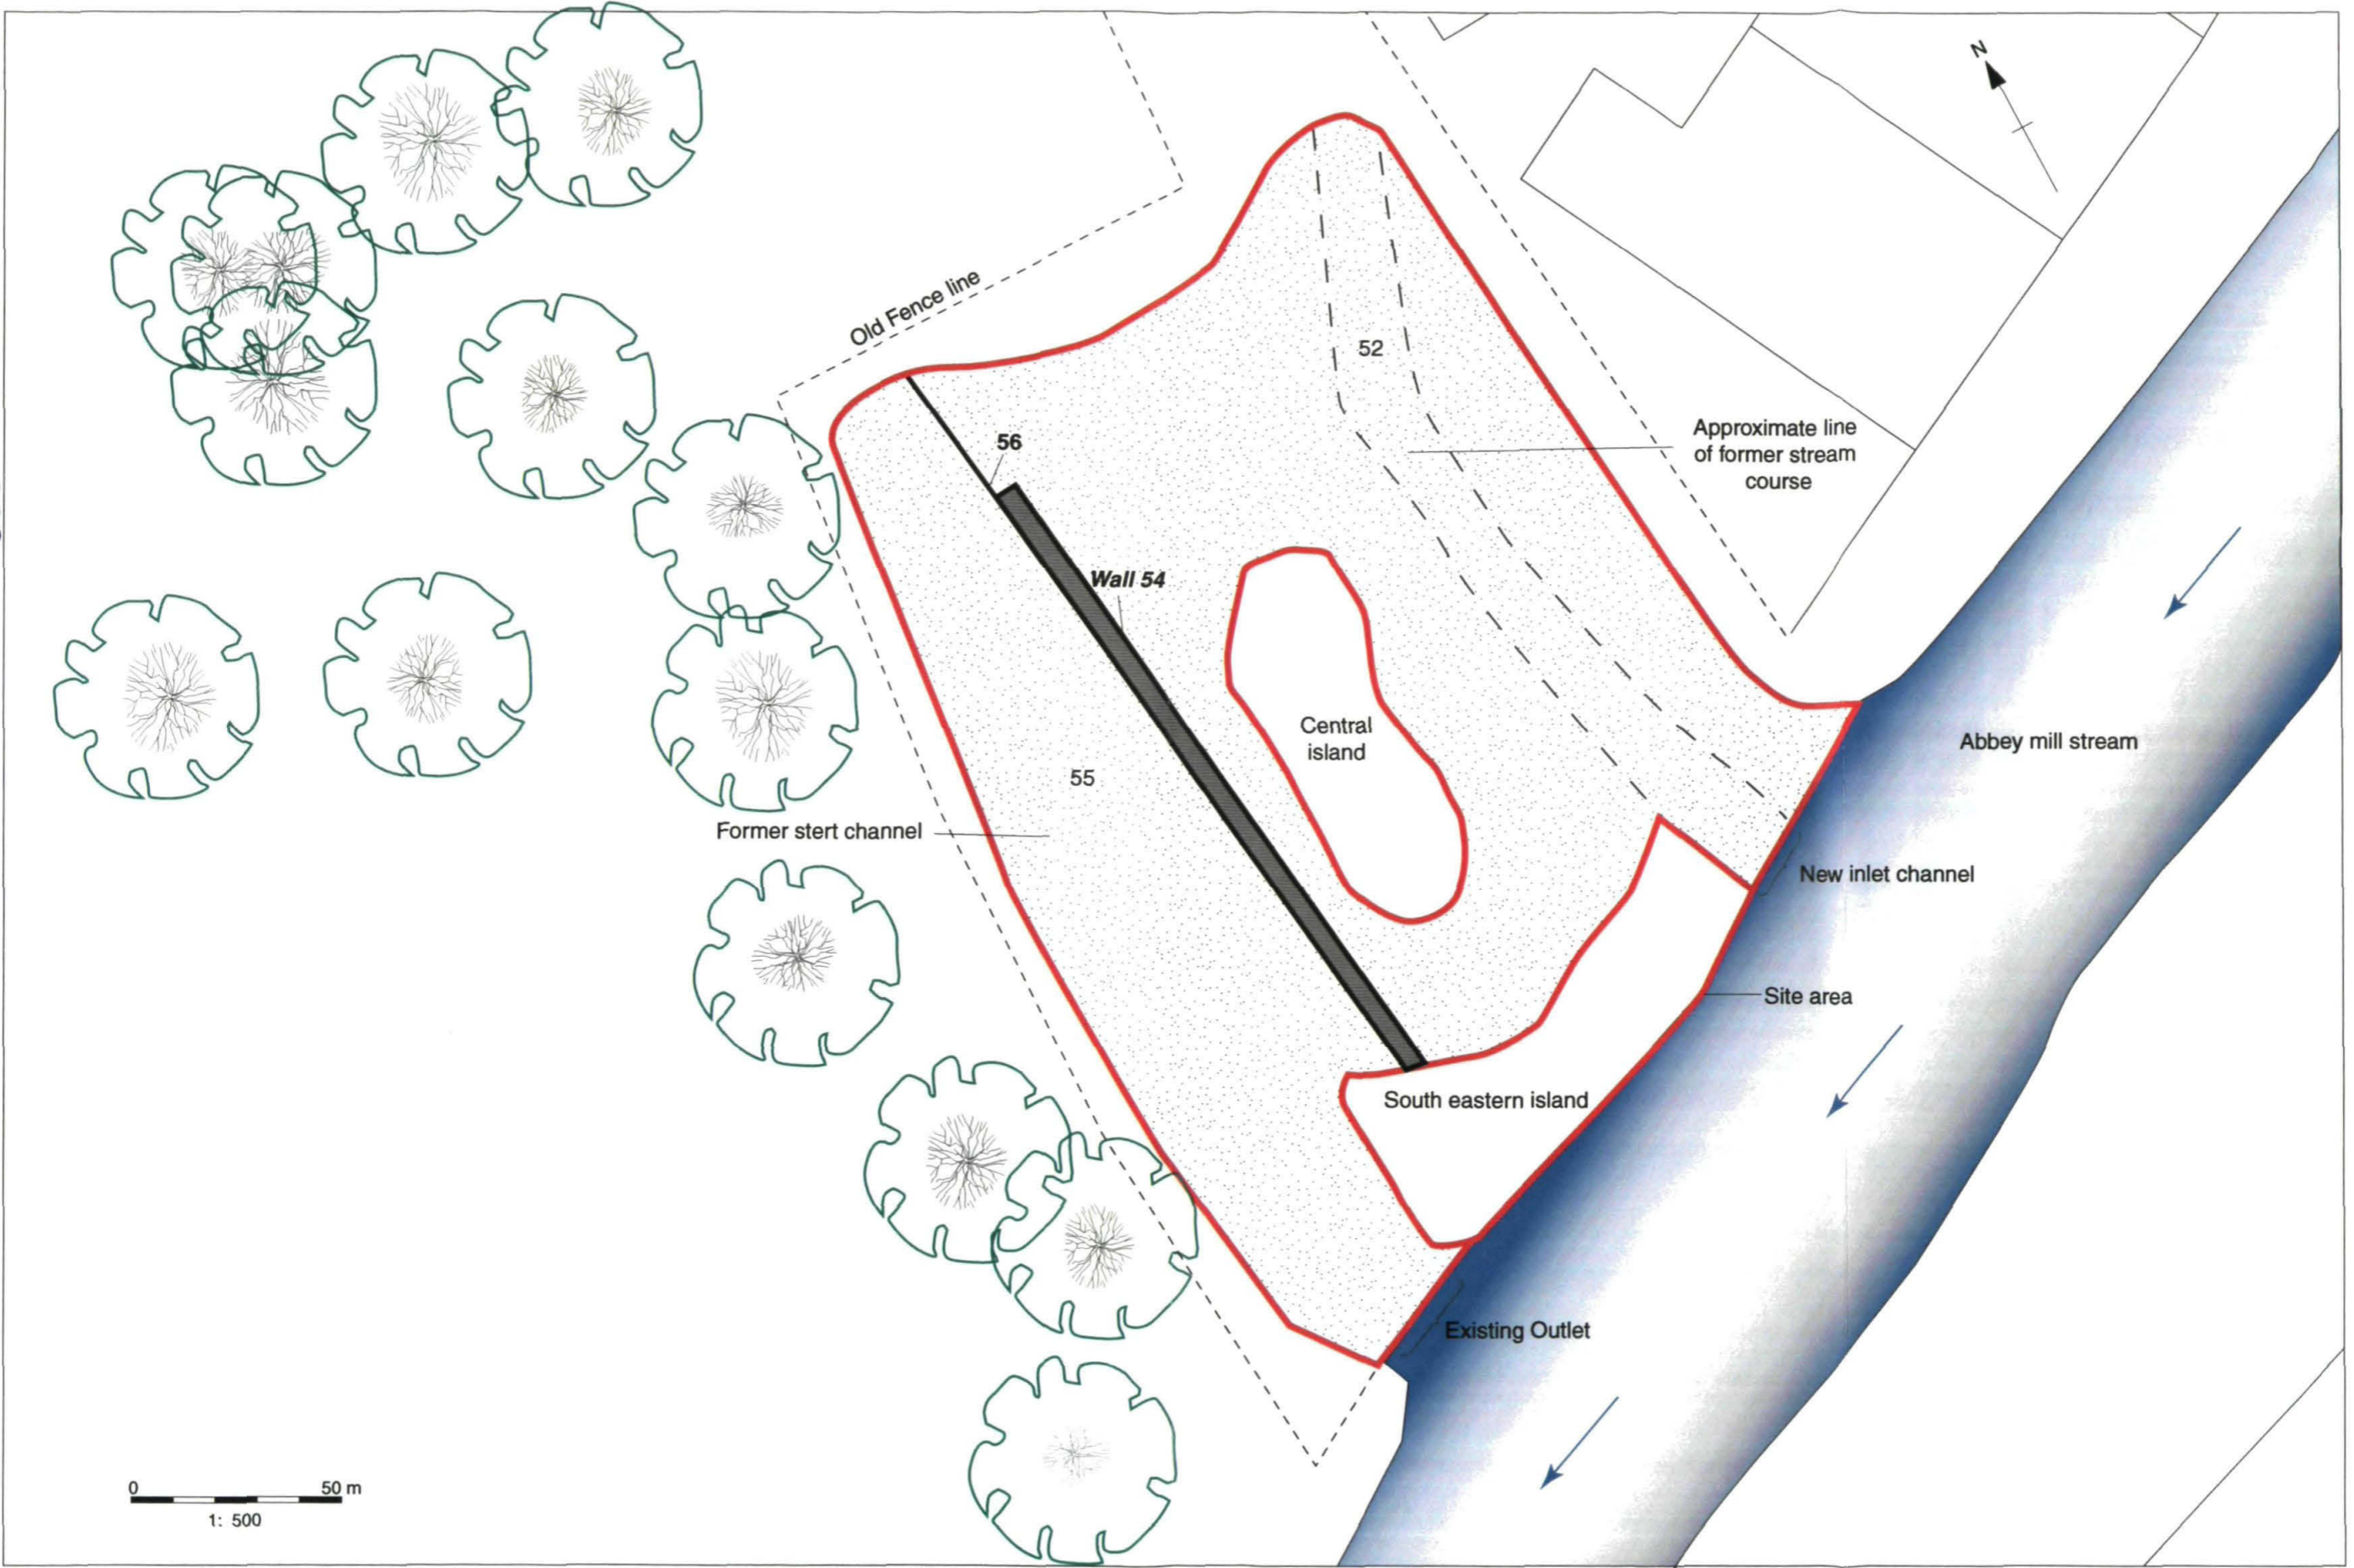 N
Old Fence line
52
Approximate line
of former stream
course
56
Wall 54
Central
island
Abbey mill stream
55
Former stert channel
New inlet channel
Site area
South eastern island
Existing Outlet
0 50 m
1: 500